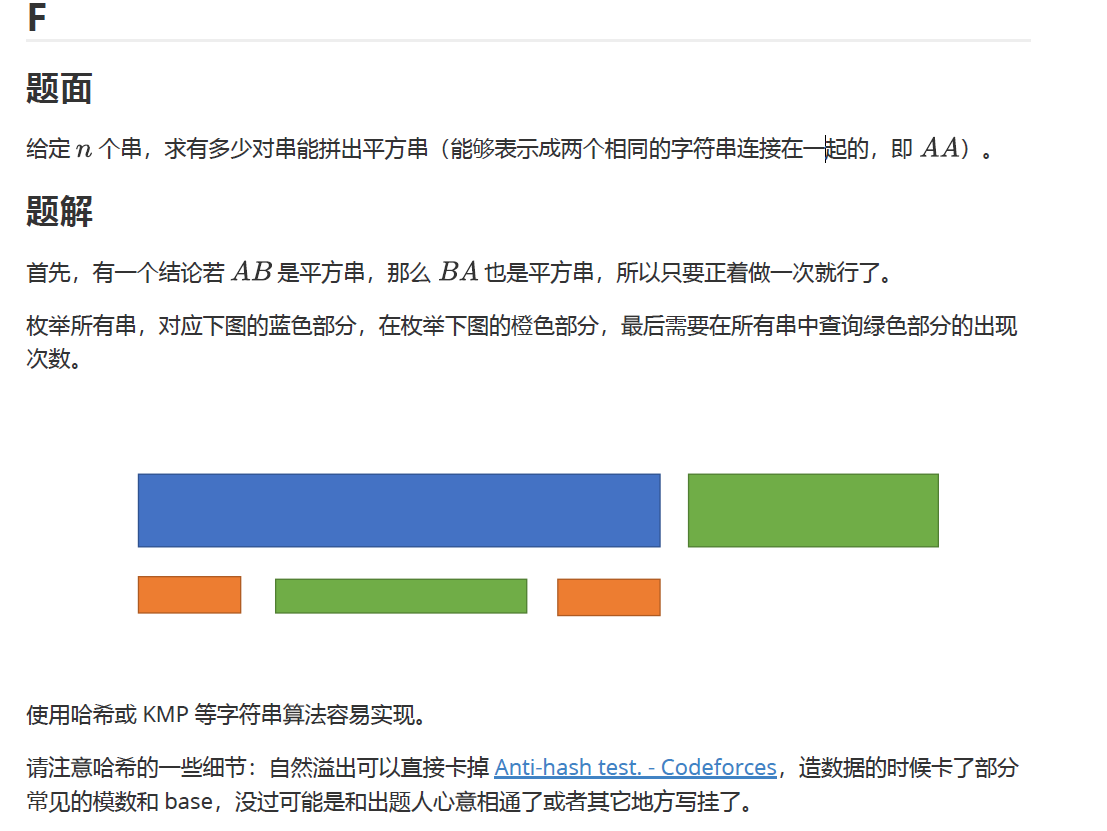 F
题面
给定 n 个串，求有多少对串能拼出平方串（能够表示成两个相同的字符串连接在一起的，即 AA）。
题解
首先，有一个结论若 AB 是平方串，那么 BA 也是平方串，所以只要正着做一次就行了。
枚举所有串，对应下图的蓝色部分，在枚举下图的橙色部分，最后需要在所有串中查询绿色部分的出现
次数。
使用哈希或 KMP 等字符串算法容易实现。
请注意哈希的一些细节：自然溢出可以直接卡掉 Anti-hash test. - Codeforces，造数据的时候卡了部分
常见的模数和 base，没过可能是和出题人心意相通了或者其它地方写挂了。